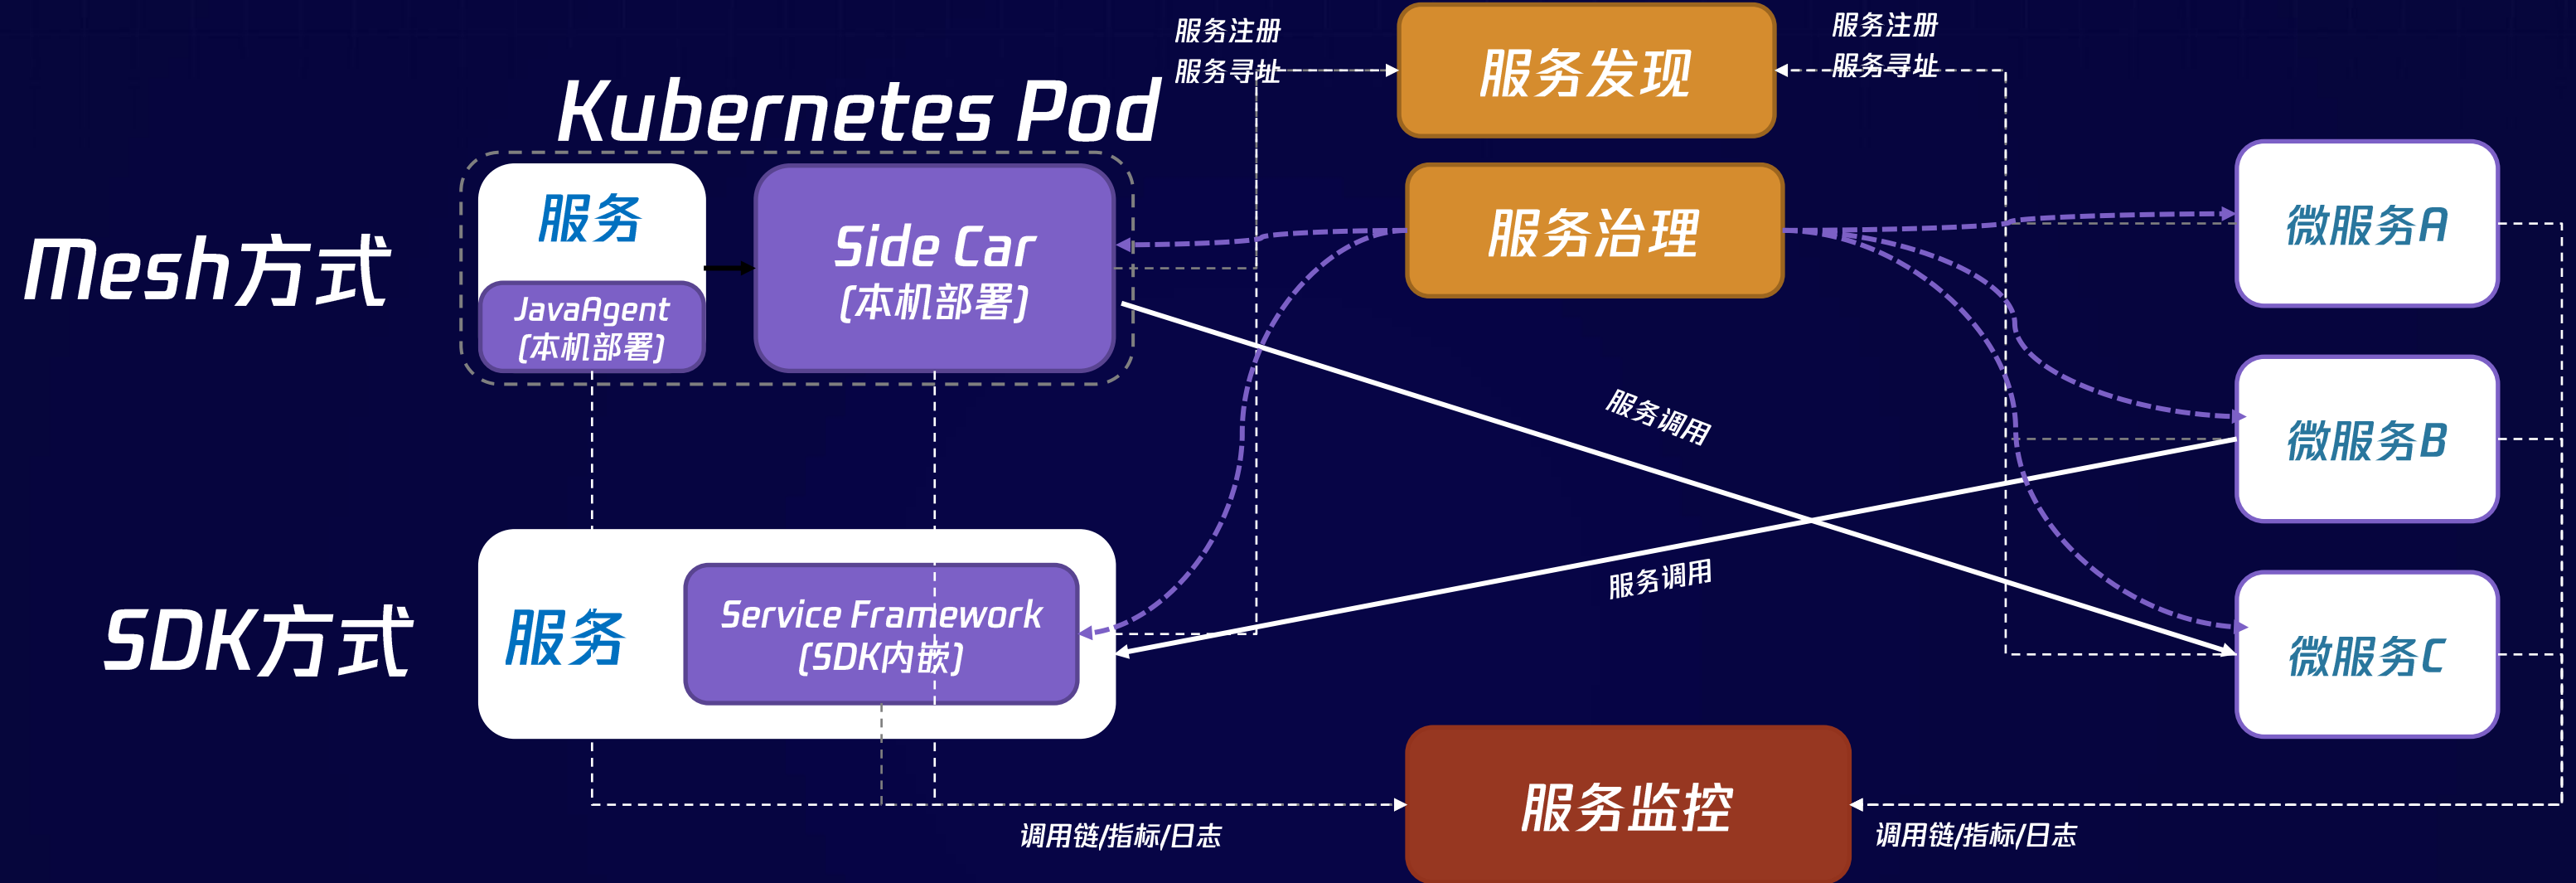 服务注册
服务寻址
服务发现
服务注册
服务寻址
Kubernetes Pod
Mesh方式
服务
JavaAgent
(本机部署)
Side Car
(本机部署)
服务治理
微服务A
服务调用
微服务B
SDK方式
服务
Service Framework
(SDK内嵌)
服务调用
微服务C
服务监控
调用链/指标/日志
调用链/指标/日志